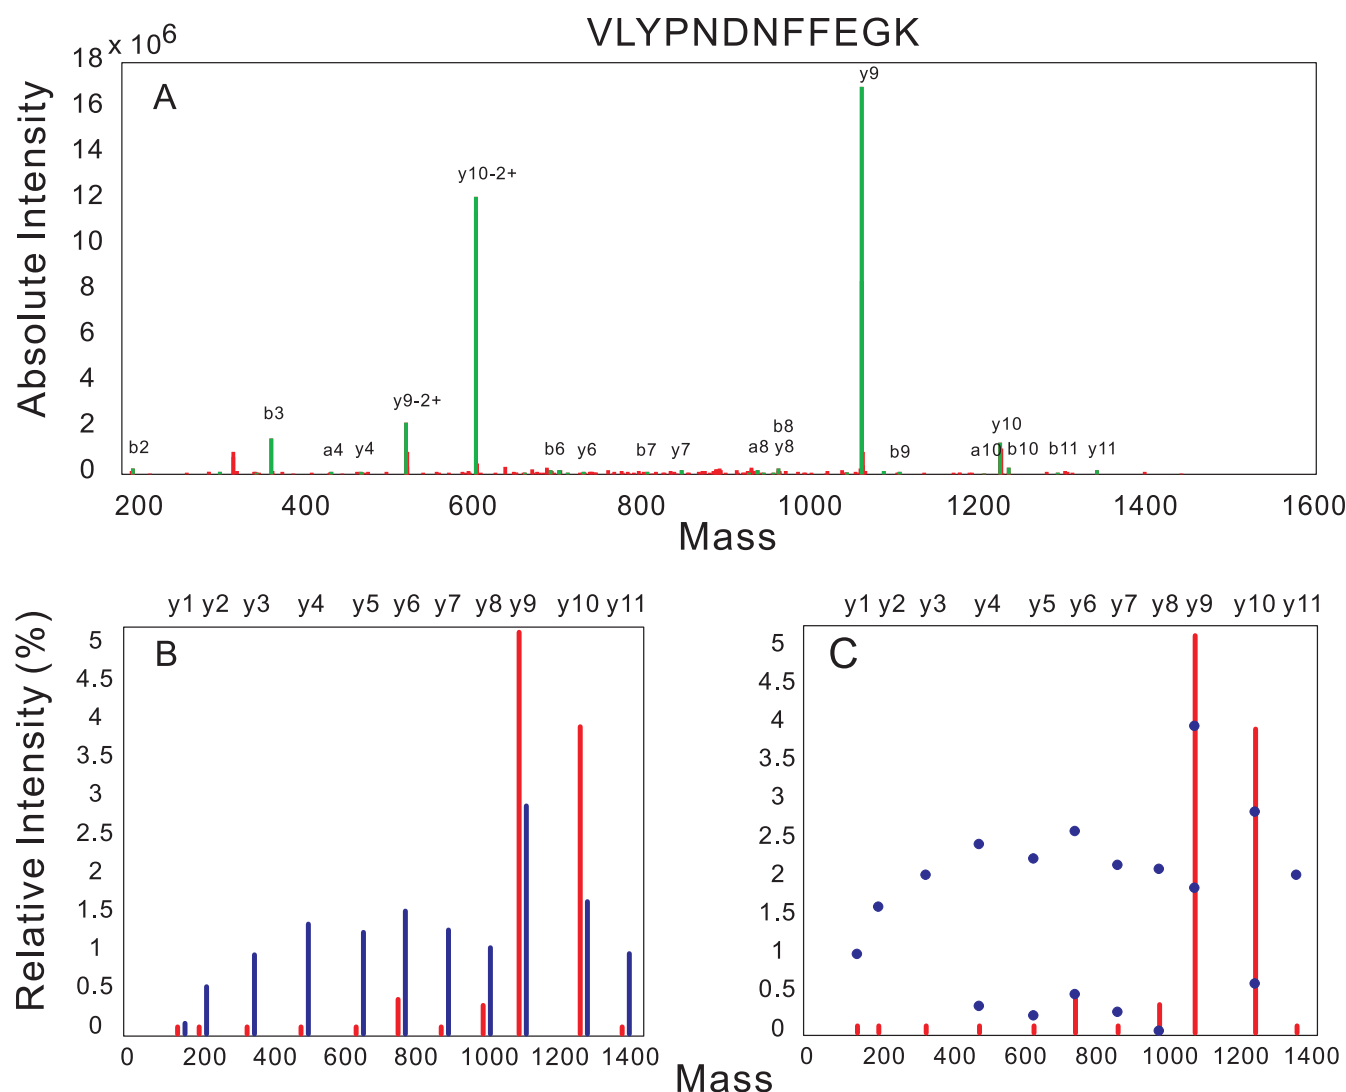 VLYPNDNFFEGK
x 10^6
A
Absolute Intensity
18
16
14
12
10
8
6
4
2
0
y9
y10-2+
y9-2+
b3
b2
a4 y4
b6 y6
b7 y7
b8
a8 y8
b9
y10
a10 b10
b11 y11
200 400 600 800 1000 1200 1400 1600
Mass
y1 y2 y3 y4 y5 y6 y7 y8 y9 y10 y11
B
Relative Intensity (%)
5
4.5
4
3.5
3
2.5
2
1.5
1
0.5
0
0 200 400 600 800 1000 1200 1400
y1 y2 y3 y4 y5 y6 y7 y8 y9 y10 y11
C
5
4.5
4
3.5
3
2.5
2
1.5
1
0.5
0
0 200 400 600 800 1000 1200 1400
Mass